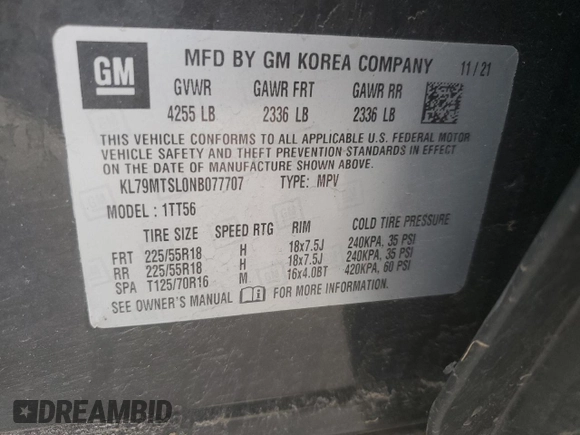 GM
MFD BY GM KOREA COMPANY 11 / 21
GVWR GAWR FRT GAWR RR
4255 LB 2336 LB 2336 LB
THIS VEHICLE CONFORMS TO ALL APPLICABLE U.S. FEDERAL MOTOR
VEHICLE SAFETY AND THEFT PREVENTION STANDARDS IN EFFECT
ON THE DATE OF MANUFACTURE SHOWN ABOVE.
KL79MTSL0NB077707 TYPE: MPV
MODEL : 1TT56
TIRE SIZE SPEED RTG RIM COLD TIRE PRESSURE
FRT 225/55R18 H 18x7.5J 240KPA, 35 PSI
RR 225/55R18 H 18x7.5J 240KPA, 35 PSI
SPA T125/70R16 M 16x4.0BT 420KPA, 60 PSI
SEE OWNER'S MANUAL FOR MORE INFORMATION.
DREAMBID